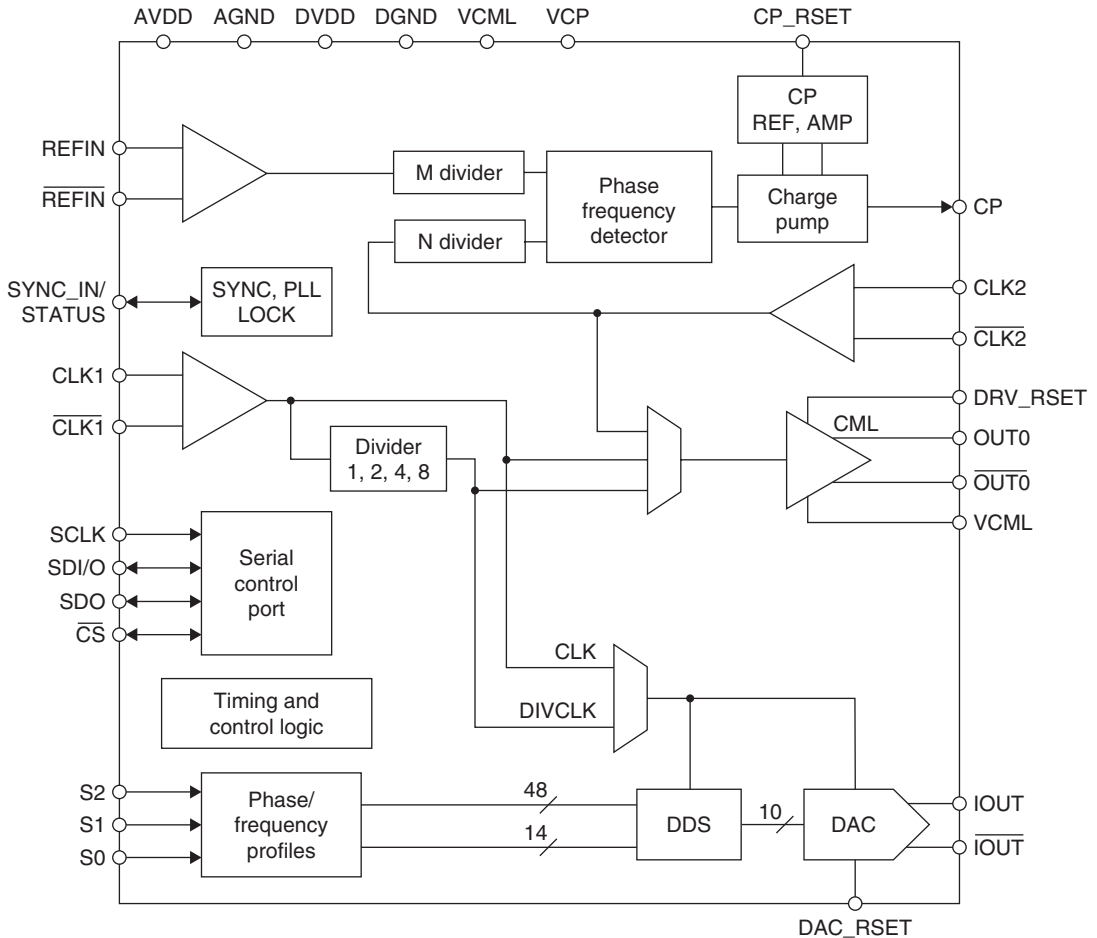 AVDD AGND DVDD DGND VCML VCP CP_RSET
CP
REF, AMP
REFIN
REFIN
M divider
N divider
Phase
frequency
detector
Charge
pump
CP
SYNC_IN/
STATUS
SYNC, PLL
LOCK
CLK2
CLK2
CLK1
CLK1
Divider
1, 2, 4, 8
DRV_RSET
CML
OUT0
OUT0
VCML
SCLK
SDI/O
SDO
CS
Serial
control
port
CLK
DIVCLK
Timing and
control logic
S2
S1
S0
Phase/
frequency
profiles
48
14
DDS
10
DAC
IOUT
IOUT
DAC_RSET